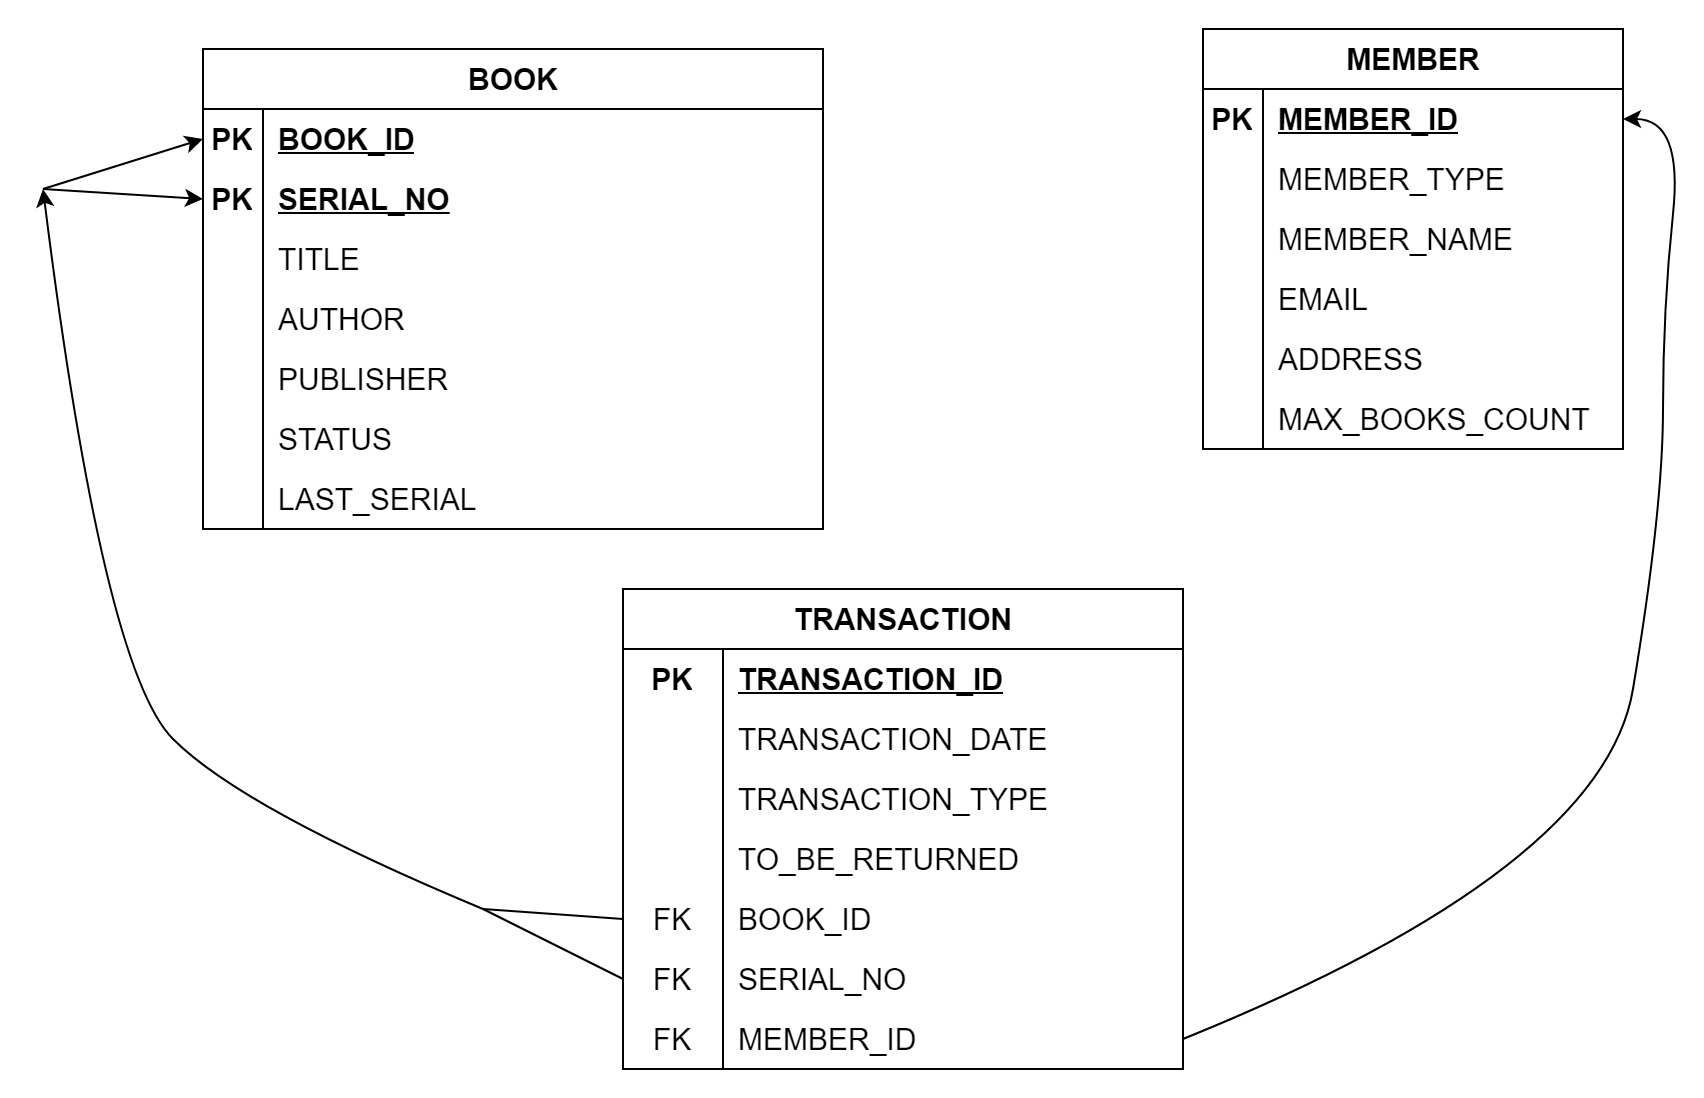 BOOK
PK BOOK_ID
PK SERIAL_NO
TITLE
AUTHOR
PUBLISHER
STATUS
LAST_SERIAL
MEMBER
PK MEMBER_ID
MEMBER_TYPE
MEMBER_NAME
EMAIL
ADDRESS
MAX_BOOKS_COUNT
TRANSACTION
PK TRANSACTION_ID
TRANSACTION_DATE
TRANSACTION_TYPE
TO_BE_RETURNED
FK BOOK_ID
FK SERIAL_NO
FK MEMBER_ID